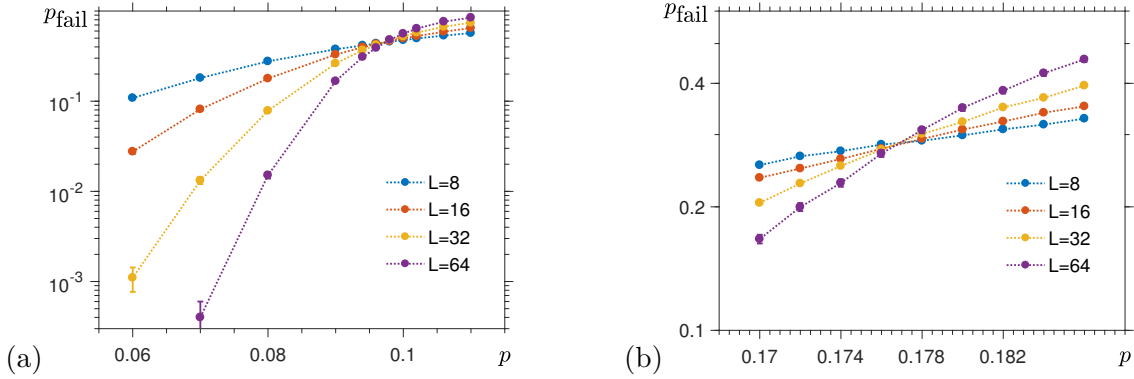 p_fail
10^-1
10^-2
10^-3
0.06
0.08
0.1
p
L=8
L=16
L=32
L=64
(a)
p_fail
0.4
0.2
0.1
0.17
0.174
0.178
0.182
p
L=8
L=16
L=32
L=64
(b)